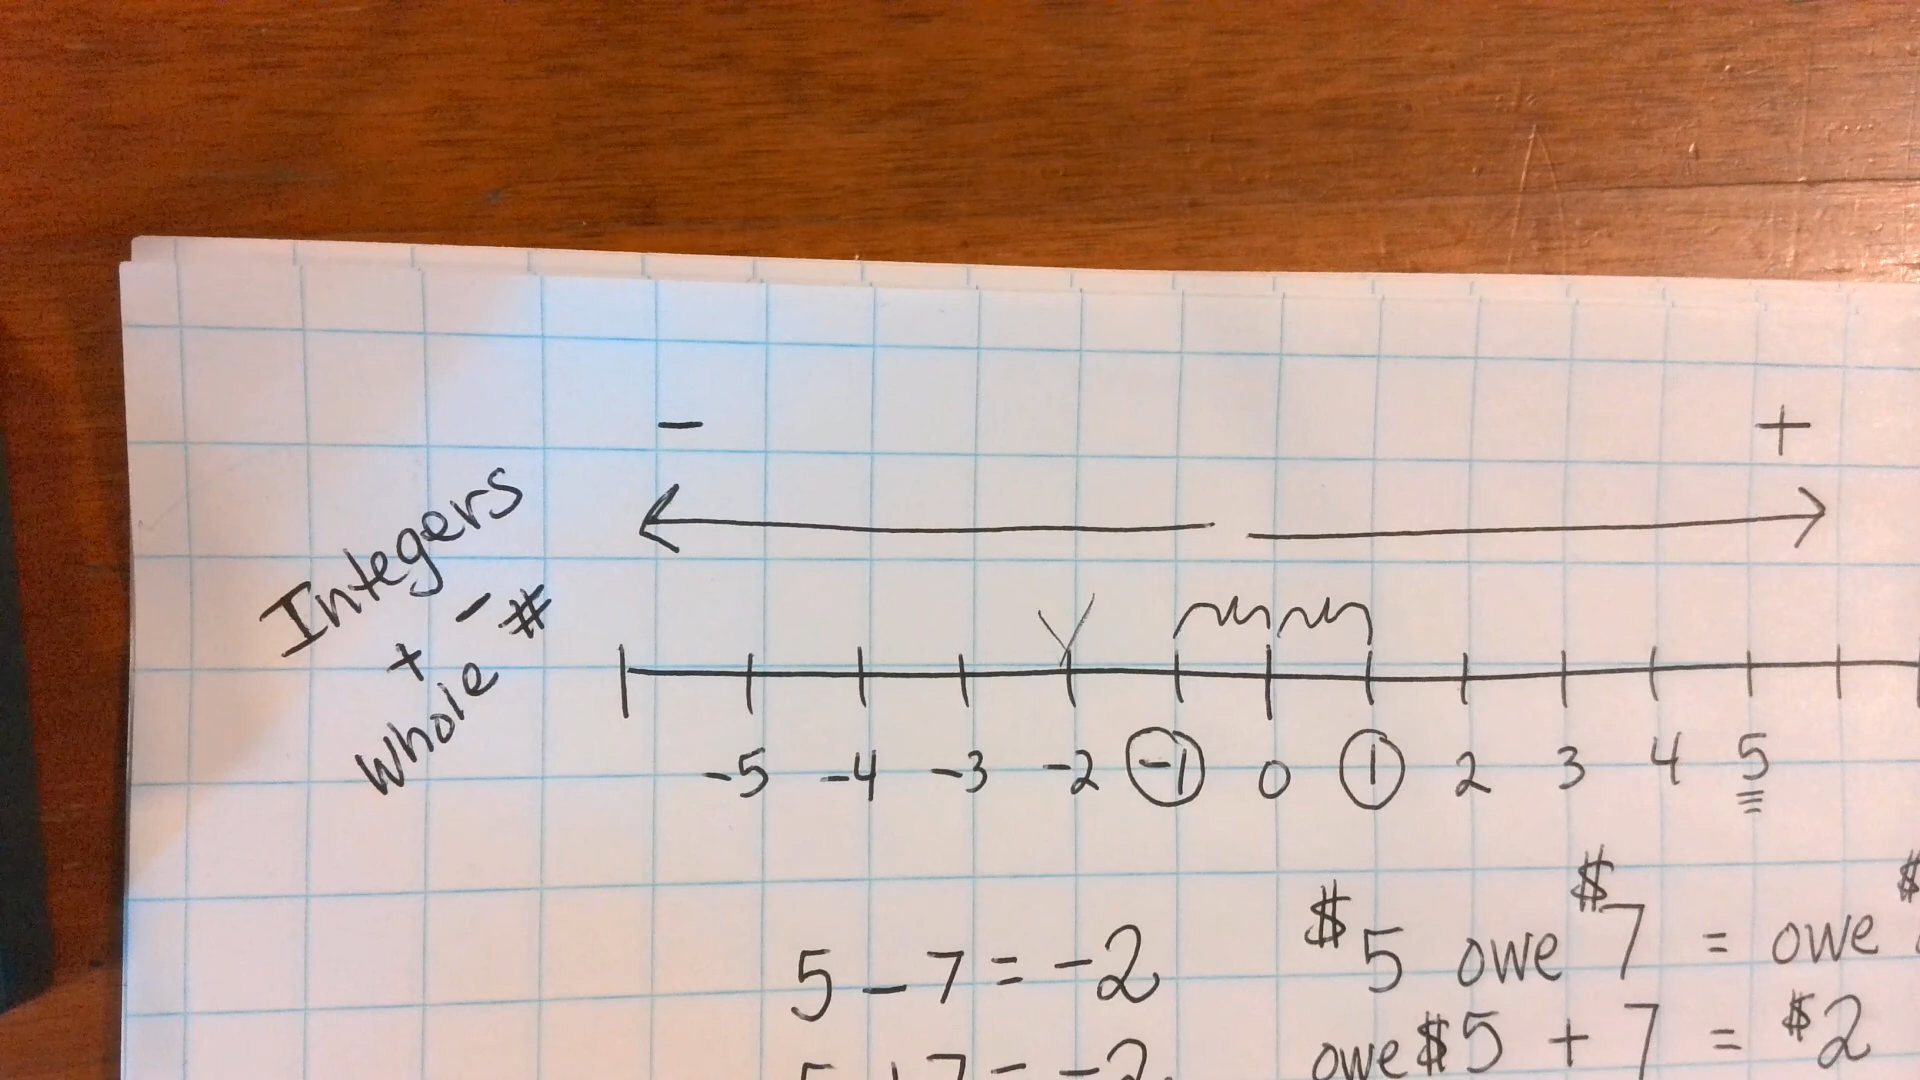 Integers
+ - #
Whole
- +
-5 -4 -3 -2 -1 0 1 2 3 4 5
5 - 7 = -2
$5 owe $7 = owe $
owe $5 + 7 = $2